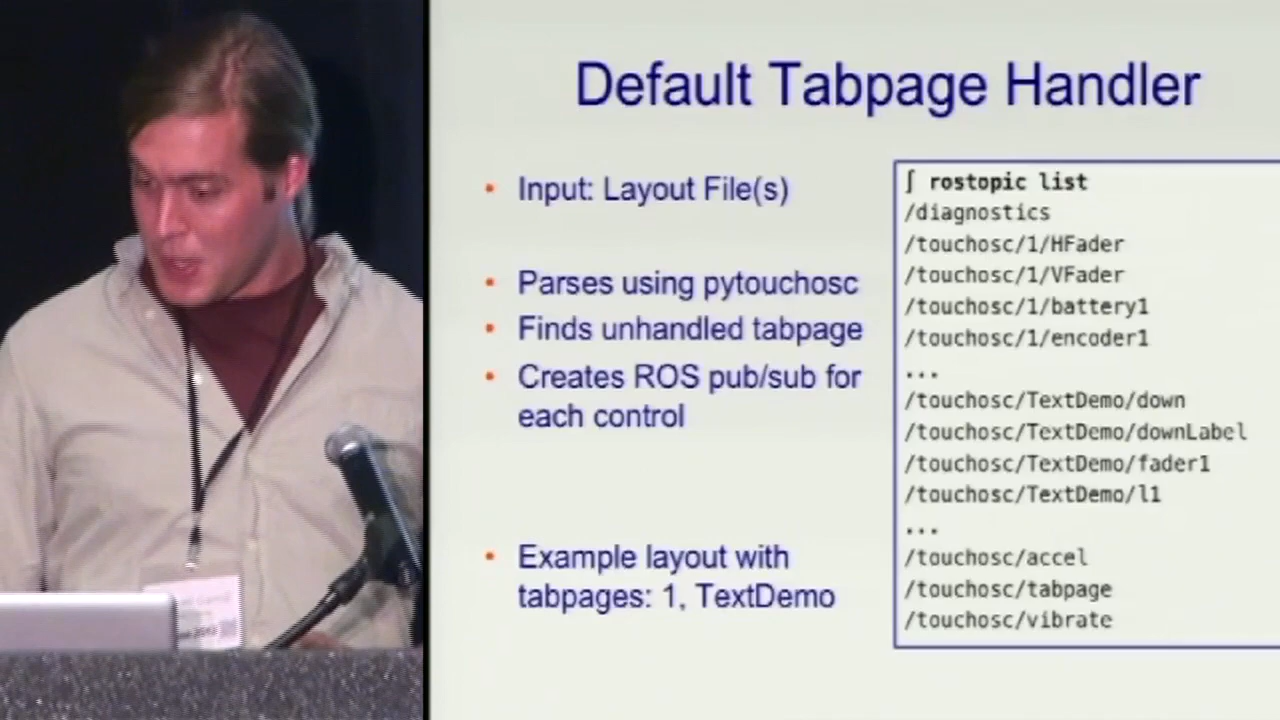 Default Tabpage Handler
Input: Layout File(s)
Parses using pytouchosc
Finds unhandled tabpage
Creates ROS pub/sub for
each control
Example layout with
tabpages: 1, TextDemo
∫ rostopic list
/diagnostics
/touchosc/1/HFader
/touchosc/1/VFader
/touchosc/1/battery1
/touchosc/1/encoder1
...
/touchosc/TextDemo/down
/touchosc/TextDemo/downLabel
/touchosc/TextDemo/fader1
/touchosc/TextDemo/l1
...
/touchosc/accel
/touchosc/tabpage
/touchosc/vibrate